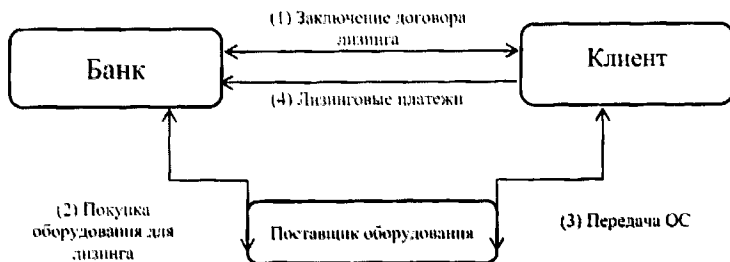 (1) Заключение договора
лизинга
Банк
Клиент
(4) Лизинговые платежи
(2) Покупка
оборудования для
лизинга
Поставщик оборудования
(3) Передача ОС